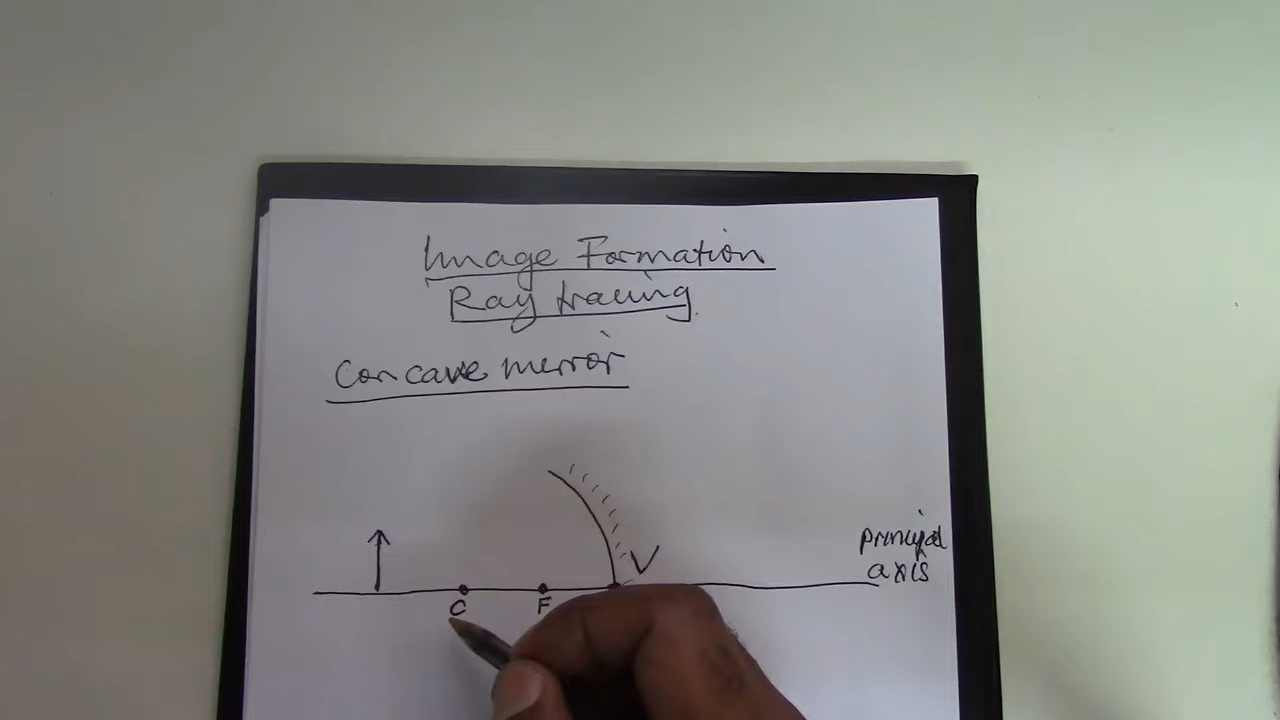 Image Formation
Ray tracing
Concave mirror
V
principal
axis
C
F